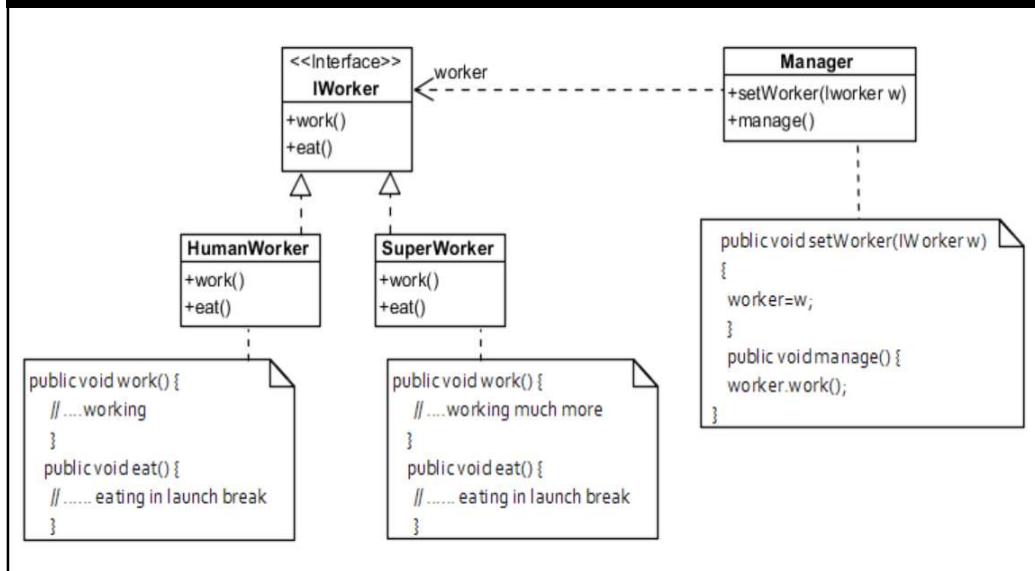 <<Interface>>
IWorker
+work()
+eat()
worker
Manager
+setWorker(Iworker w)
+manage()
HumanWorker
+work()
+eat()
SuperWorker
+work()
+eat()
public void setWorker(IWorker w)
{
worker=w;
}
public void manage() {
worker.work();
}
public void work() {
// ....working
}
public void eat() {
// ...... eating in launch break
}
public void work() {
// ....working much more
}
public void eat() {
// ...... eating in launch break
}